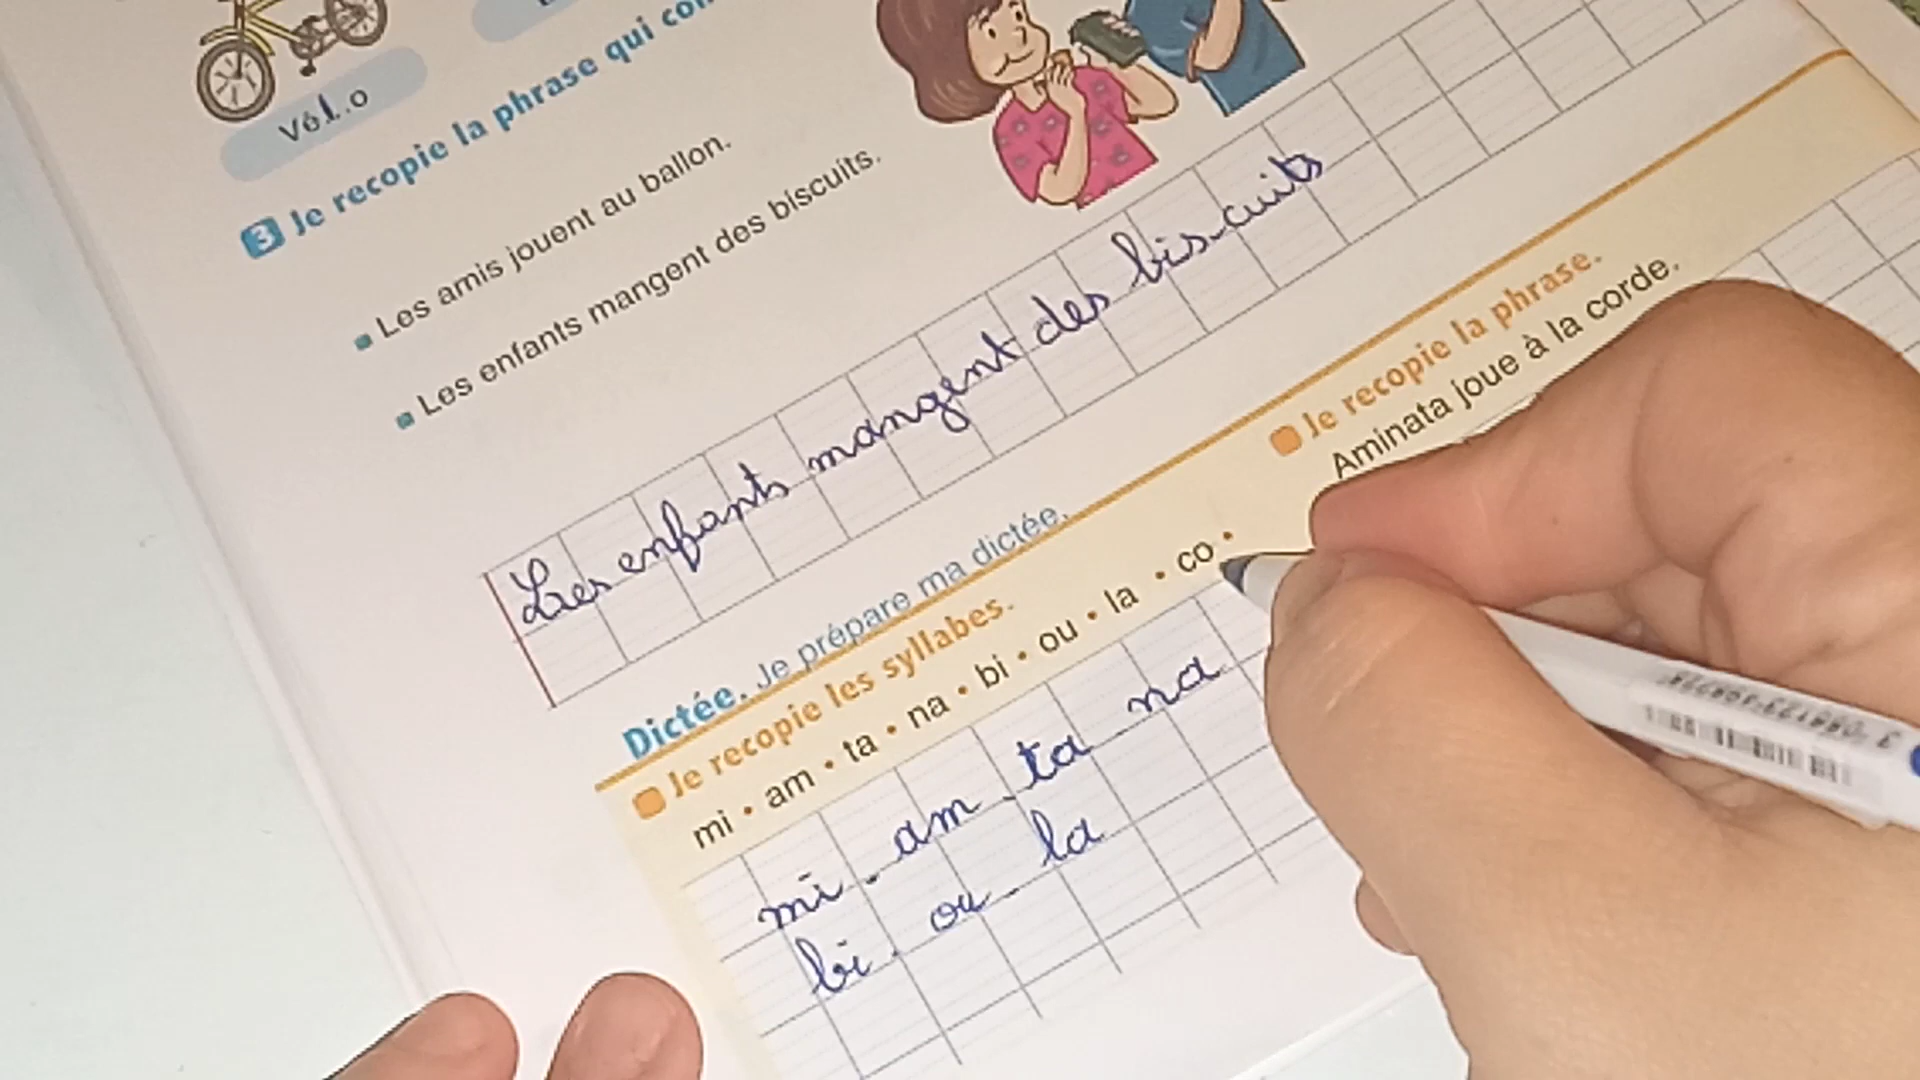 Vél.o
3 Je recopie la phrase qui
Les amis jouent au ballon.
Les enfants mangent des biscuits.
Les enfants mangent des biscuits
Dictée. Je prépare ma dictée.
Je recopie les syllabes.
mi • am • ta • na • bi • ou • la • co •
mi . am . ta na
bi . ou . la
Je recopie la phrase.
Aminata joue à la corde.